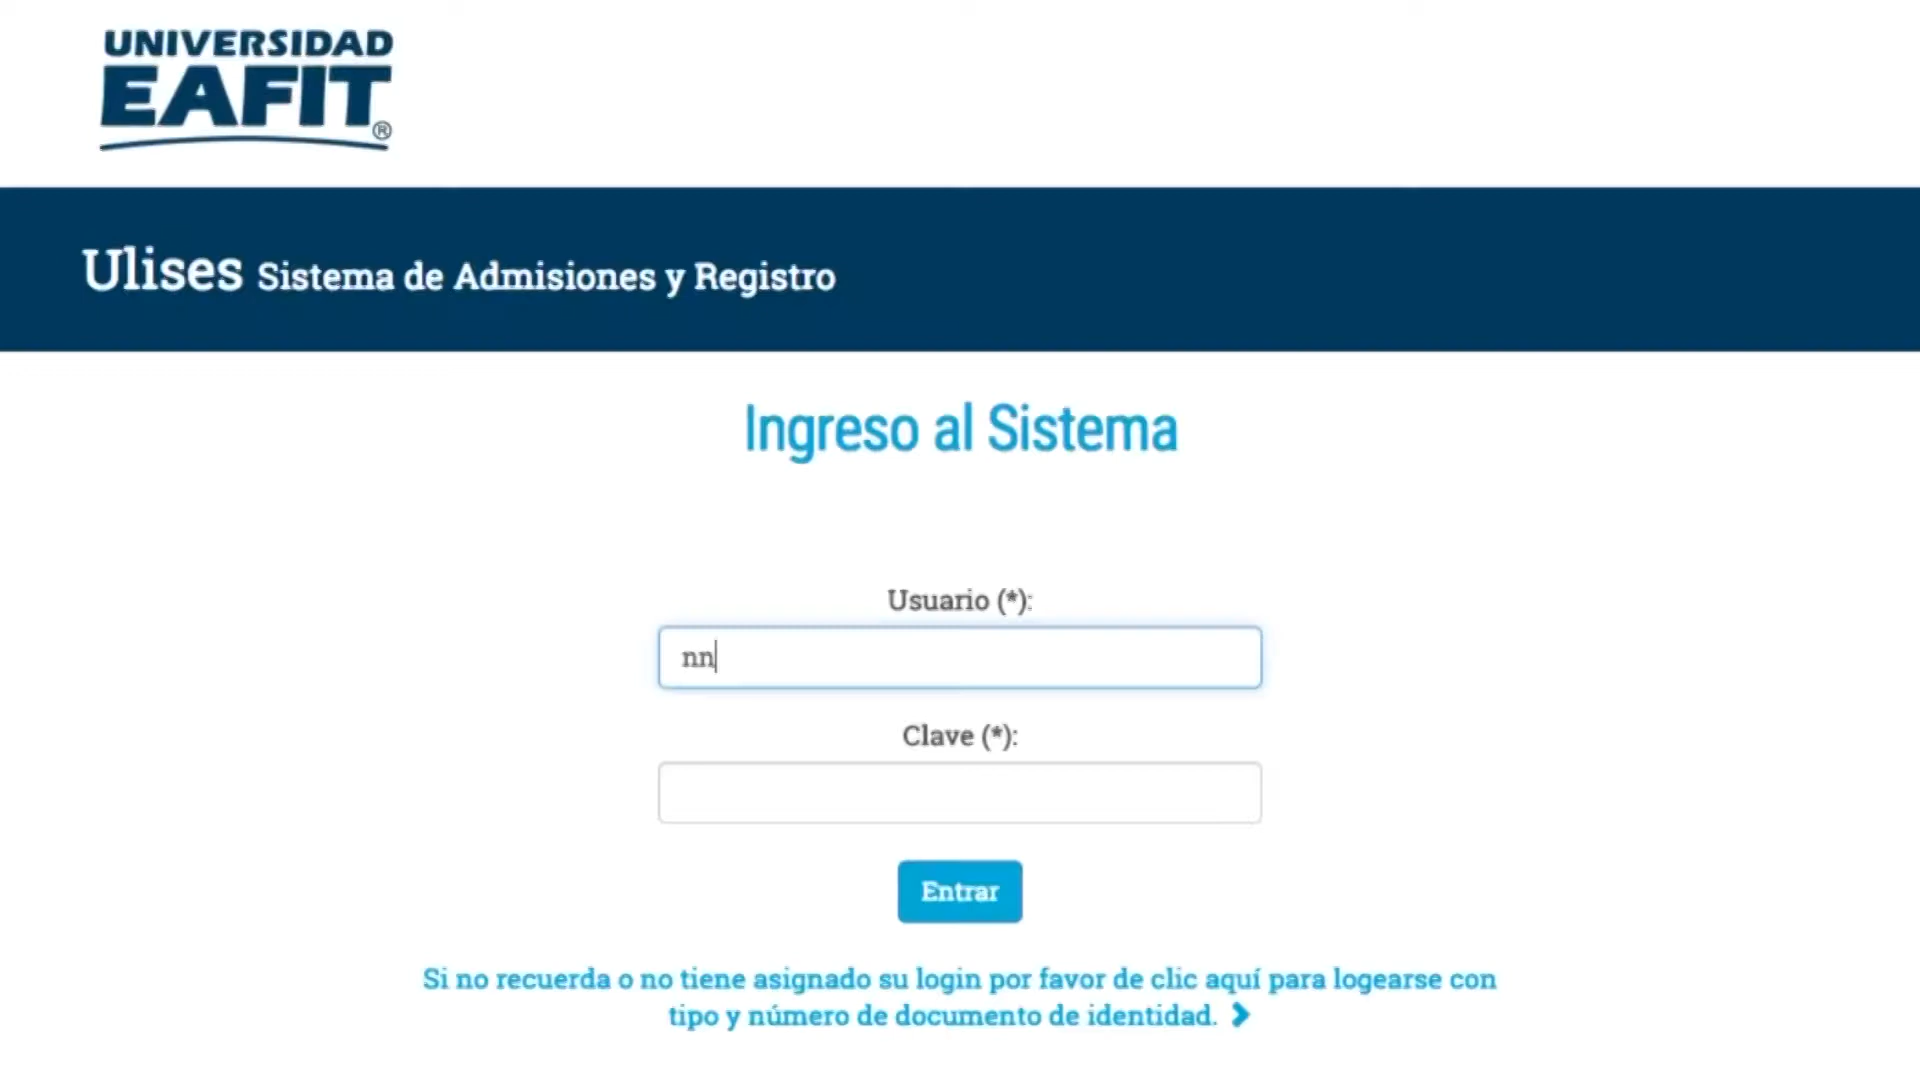 UNIVERSIDAD
EAFIT®
Ulises Sistema de Admisiones y Registro
Ingreso al Sistema
Usuario (*):
nn
Clave (*):
Entrar
Si no recuerda o no tiene asignado su login por favor de clic aquí para logearse con
tipo y número de documento de identidad.